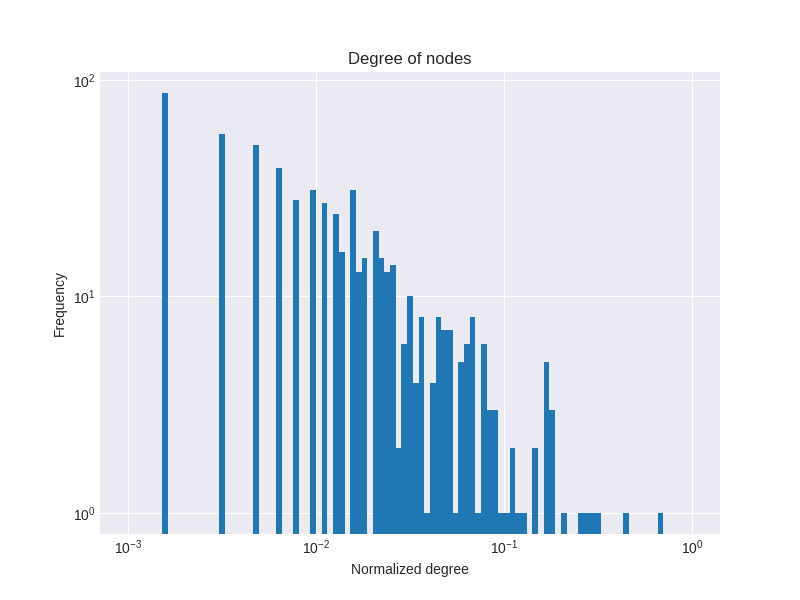 Degree of nodes
Frequency
10²
10¹
10⁰
10⁻³ 10⁻² 10⁻¹ 10⁰
Normalized degree